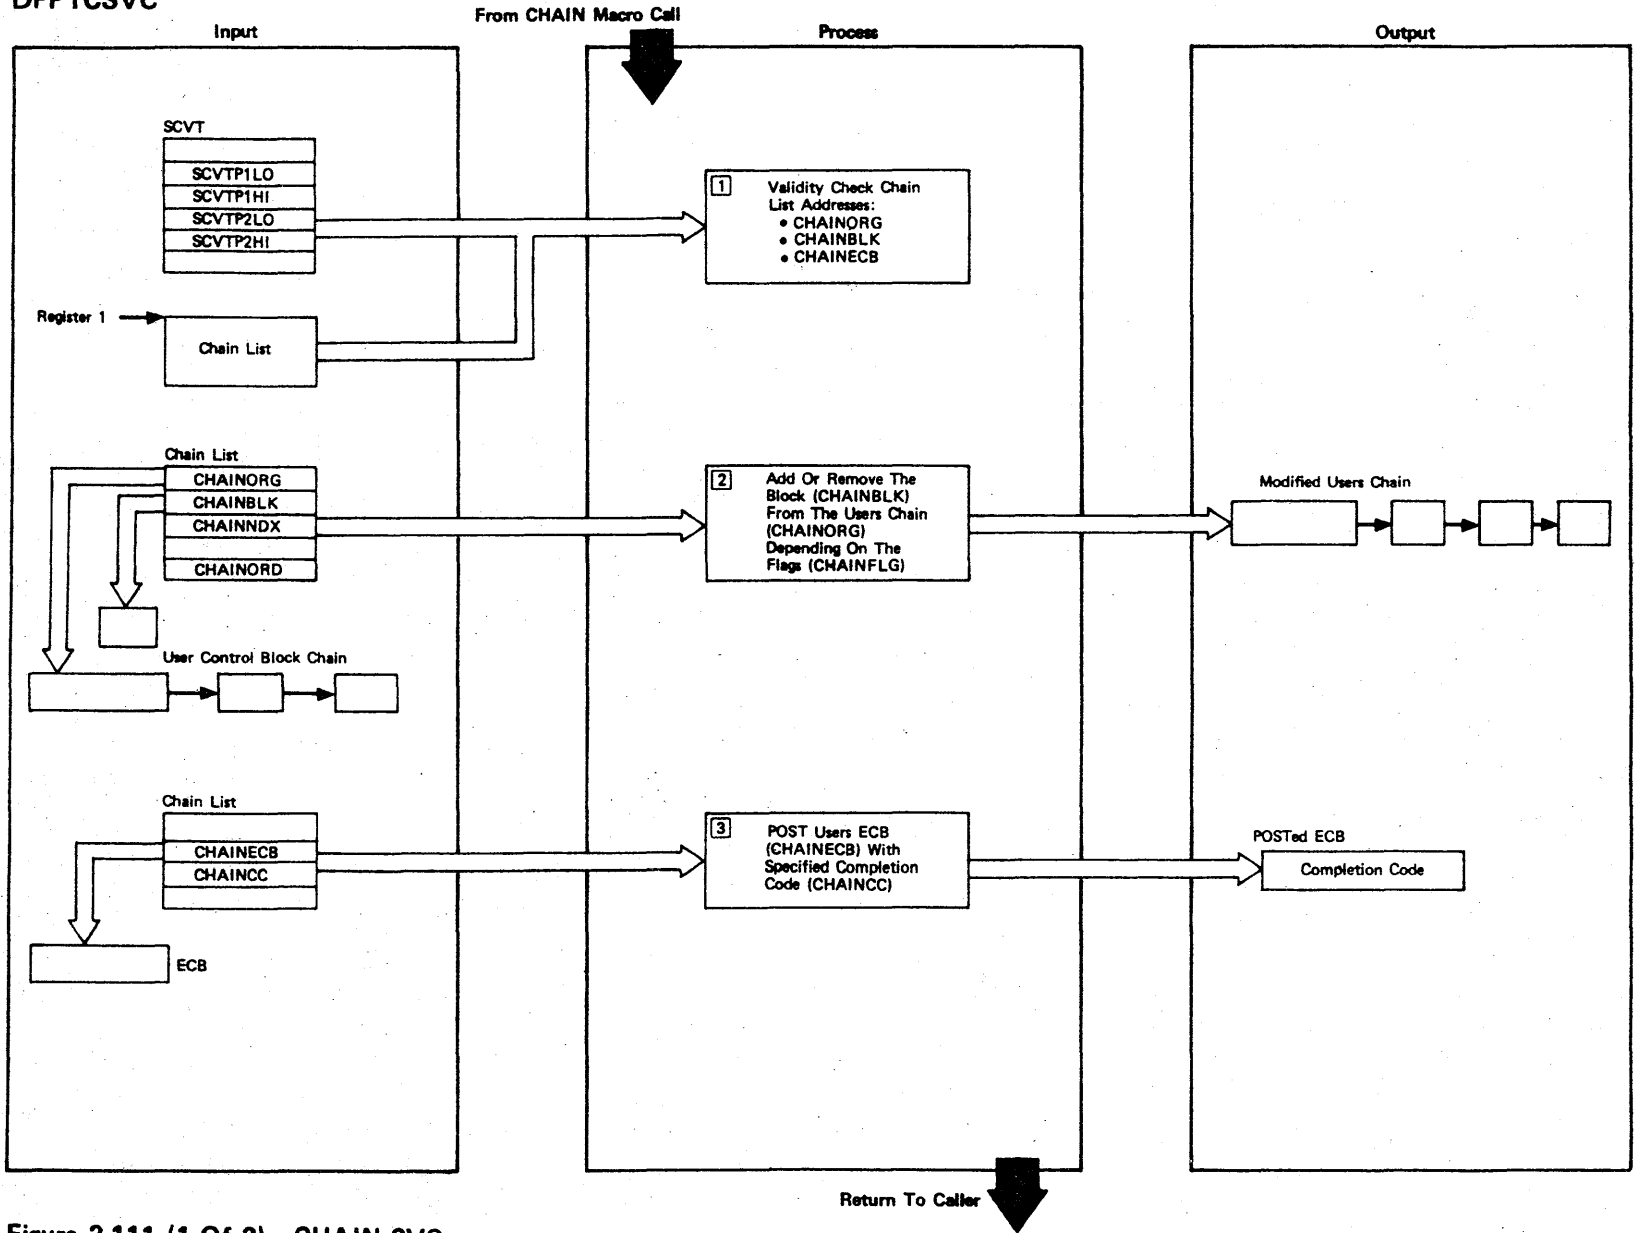 DPPTCSVC
From CHAIN Macro Call
Input
Process
Output
SCVT
SCVTP1LO
SCVTP1HI
SCVTP2LO
SCVTP2HI
1
Validity Check Chain
List Addresses:
• CHAINORG
• CHAINBLK
• CHAINECB
Register 1
Chain List
Chain List
CHAINORG
CHAINBLK
CHAINNDX
CHAINORD
2
Add Or Remove The
Block (CHAINBLK)
From The Users Chain
(CHAINORG)
Depending On The
Flags (CHAINFLG)
Modified Users Chain
User Control Block Chain
Chain List
CHAINECB
CHAINCC
3
POST Users ECB
(CHAINECB) With
Specified Completion
Code (CHAINCC)
POSTed ECB
Completion Code
ECB
Return To Caller
Figure 2-111 (1 Of 2). CHAIN SVC